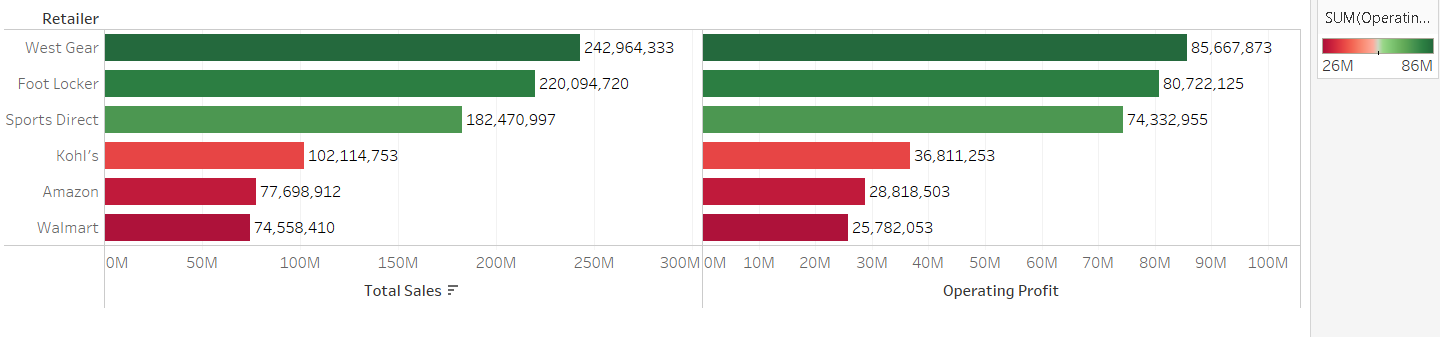 Retailer
West Gear 242,964,333 85,667,873
Foot Locker 220,094,720 80,722,125
Sports Direct 182,470,997 74,332,955
Kohl's 102,114,753 36,811,253
Amazon 77,698,912 28,818,503
Walmart 74,558,410 25,782,053
0M 50M 100M 150M 200M 250M 300M 0M 10M 20M 30M 40M 50M 60M 70M 80M 90M 100M
Total Sales Operating Profit
SUM(Operatin...
26M 86M